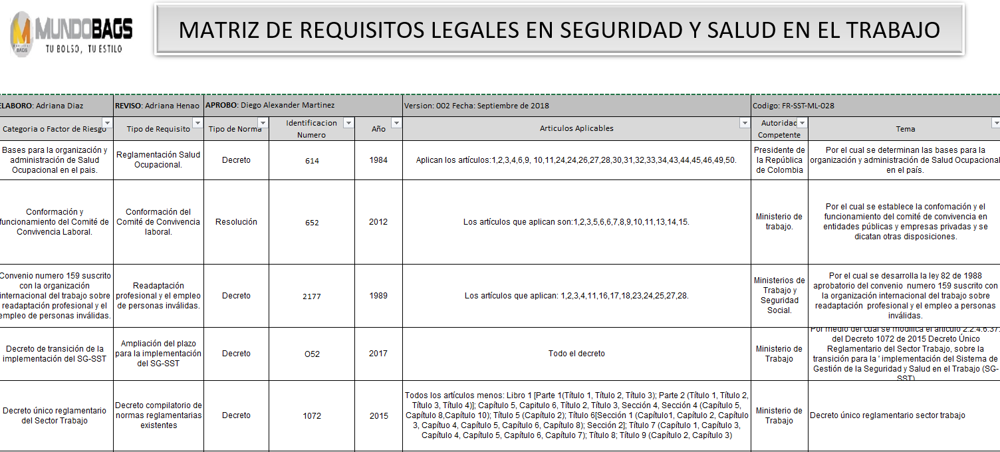 MUNDOBAGS
TU BOLSO, TU ESTILO
BAGS
MATRIZ DE REQUISITOS LEGALES EN SEGURIDAD Y SALUD EN EL TRABAJO
ELABORO: Adriana Diaz
REVISO: Adriana Henao
APROBO: Diego Alexander Martinez
Version: 002 Fecha: Septiembre de 2018
Codigo: FR-SST-ML-028
Categoria o Factor de Riesgo
Tipo de Requisito
Tipo de Norma
Identificacion
Numero
Año
Articulos Aplicables
Autoridad
Competente
Tema
Bases para la organización y
administración de Salud
Ocupacional en el pais.
Reglamentación Salud
Ocupacional.
Decreto
614
1984
Aplican los artículos:1,2,3,4,6,9, 10,11,24,24,26,27,28,30,31,32,33,34,43,44,45,46,49,50.
Presidente de
la República
de Colombia
Por el cual se determinan las bases para la
organización y administración de Salud Ocupacional
en el país.
Conformación y
funcionamiento del Comité de
Convivencia Laboral.
Conformación del
Comité de Convivencia
laboral.
Resolución
652
2012
Los artículos que aplican son:1,2,3,5,6,6,7,8,9,10,11,13,14,15.
Ministerio de
trabajo.
Por el cual se establece la confomación y el
funcionamiento del comité de convivencia en
entidades públicas y empresas privadas y se
dicatan otras disposiciones.
Convenio numero 159 suscrito
con la organización
internacional del trabajo sobre
readaptación profesional y el
empleo de personas inválidas.
Readaptación
profesional y el empleo
de personas inválidas.
Decreto
2177
1989
Los artículos que aplican: 1,2,3,4,11,16,17,18,23,24,25,27,28.
Ministerios de
Trabajo y
Seguridad
Social.
Por el cual se desarrolla la ley 82 de 1988
aprobatorio del convenio numero 159 suscrito con
la organización internacional del trabajo sobre
readaptación profesional y el empleo a personas
inválidas.
Decreto de transición de la
implementación del SG-SST
Ampliación del plazo
para la implementación
del SG-SST
Decreto
O52
2017
Todo el decreto
Ministerio de
Trabajo
Por medio del cual se modifica el artículo 2.2.4.6.37.
del Decreto 1072 de 2015 Decreto Único
Reglamentario del Sector Trabajo, sobre la
transición para la ' implementación del Sistema de
Gestión de la Seguridad y Salud en el Trabajo (SG-
SST)
Decreto único reglamentario
del Sector Trabajo
Decreto compilatorio de
normas reglamentarias
existentes
Decreto
1072
2015
Todos los artículos menos: Libro 1 [Parte 1(Título 1, Título 2, Título 3); Parte 2 (Título 1, Título 2,
Título 3, Título 4)]; Capítulo 5, Capitulo 6, Título 2, Título 3, Sección 4, Sección 4 (Capítulo 5,
Capítulo 8,Capítulo 10); Título 5 (Capítulo 2); Título 6[Sección 1 (Capítulo1, Capítulo 2, Capítulo
3, Capítuo 4, Capítulo 5, Capítulo 6, Capítulo 8); Sección 2]; Título 7 (Capítulo 1, Capítulo 3,
Capítulo 4, Capítulo 5, Capítulo 6, Capítulo 7); Título 8; Título 9 (Capítulo 2, Capítulo 3)
Ministerio de
Trabajo
Decreto único reglamentario sector trabajo